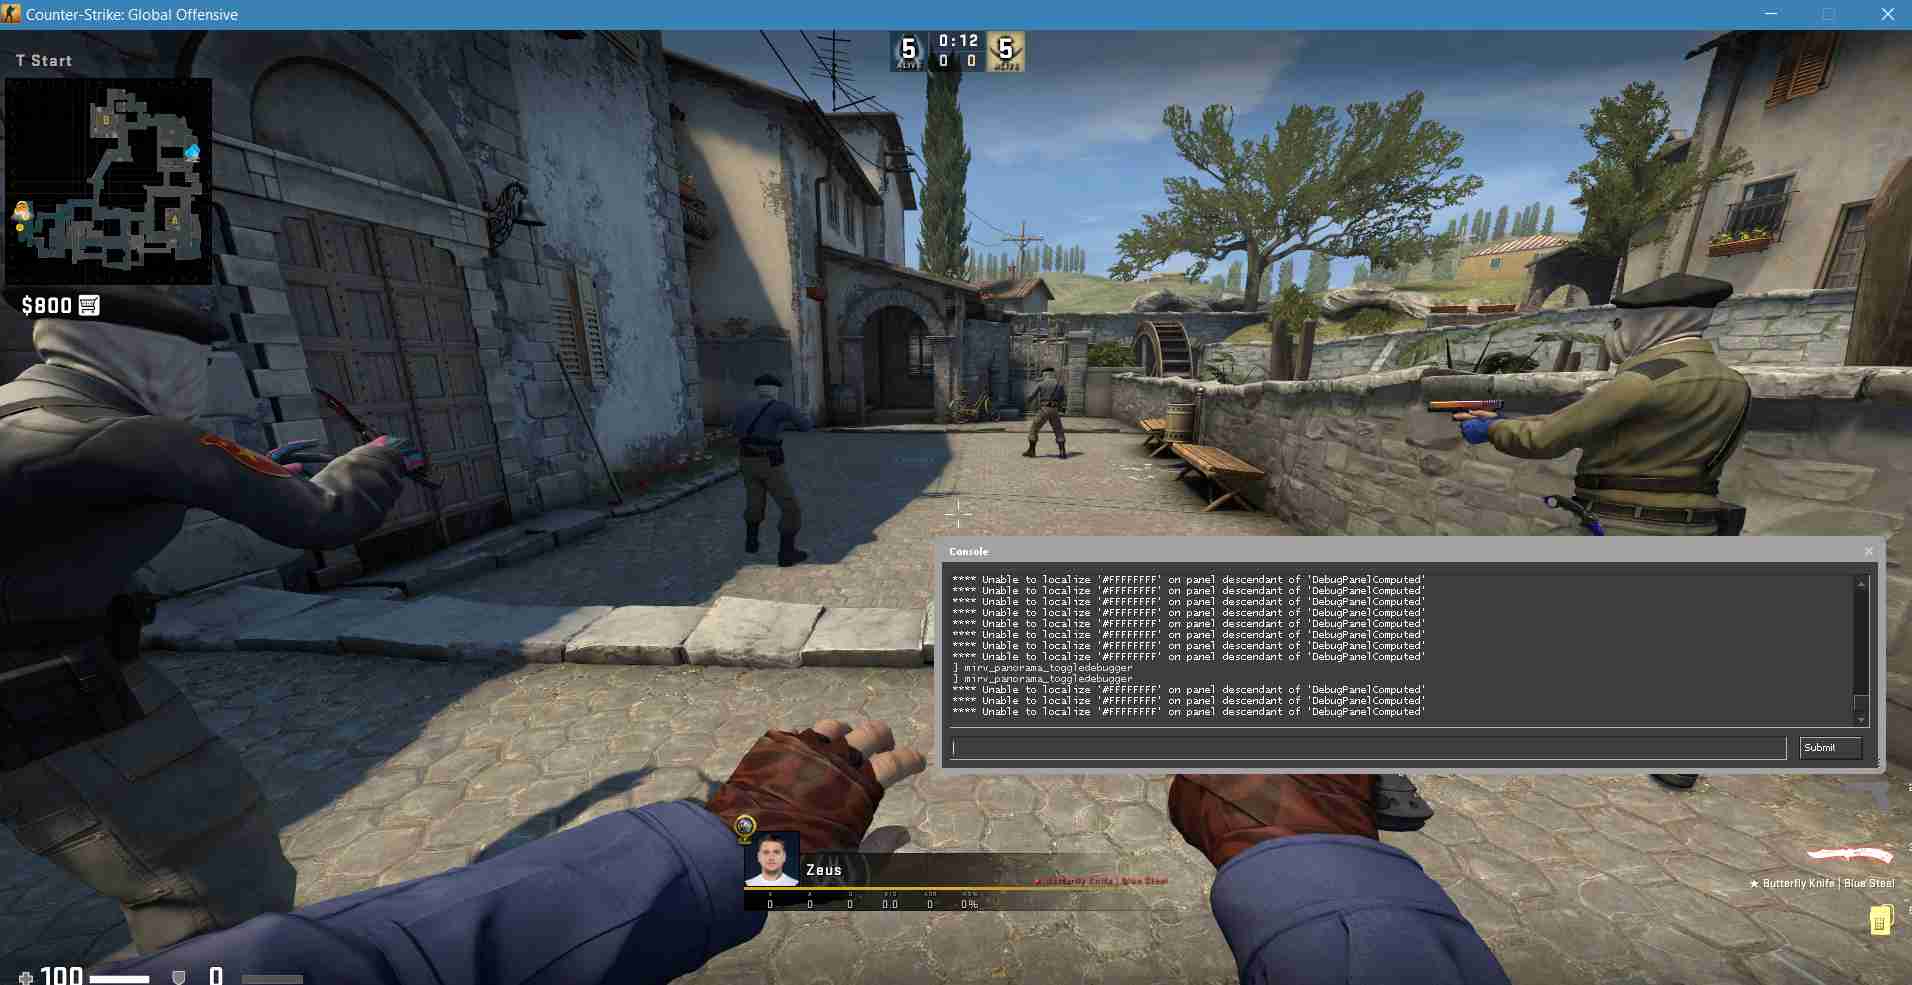 Counter-Strike: Global Offensive
T Start
5 0:12 5
ALIVE 0 0 ALIVE
B
A
$800
Console
**** Unable to localize '#FFFFFFFF' on panel descendant of 'DebugPanelComputed'
**** Unable to localize '#FFFFFFFF' on panel descendant of 'DebugPanelComputed'
**** Unable to localize '#FFFFFFFF' on panel descendant of 'DebugPanelComputed'
**** Unable to localize '#FFFFFFFF' on panel descendant of 'DebugPanelComputed'
**** Unable to localize '#FFFFFFFF' on panel descendant of 'DebugPanelComputed'
**** Unable to localize '#FFFFFFFF' on panel descendant of 'DebugPanelComputed'
**** Unable to localize '#FFFFFFFF' on panel descendant of 'DebugPanelComputed'
**** Unable to localize '#FFFFFFFF' on panel descendant of 'DebugPanelComputed'
] mirv_panorama_toggledebugger
] mirv_panorama_toggledebugger
**** Unable to localize '#FFFFFFFF' on panel descendant of 'DebugPanelComputed'
**** Unable to localize '#FFFFFFFF' on panel descendant of 'DebugPanelComputed'
**** Unable to localize '#FFFFFFFF' on panel descendant of 'DebugPanelComputed'
Submit
Zeus
★ Butterfly Knife | Blue Steel
0 0 0 0.0 0 0%
★ Butterfly Knife | Blue Steel
100 0